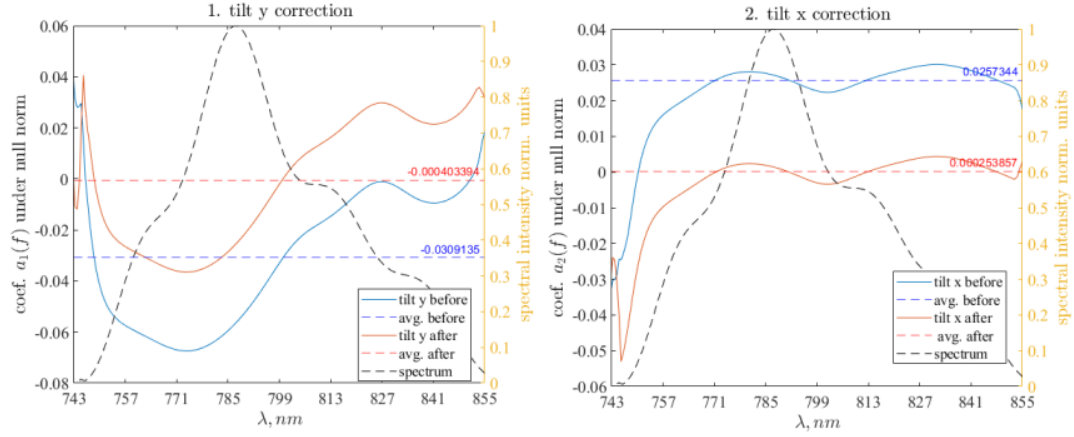 1. tilt y correction
0.06
0.04
0.02
0
-0.02
-0.04
-0.06
-0.08
coef. a₁(f) under null norm
1
0.9
0.8
0.7
0.6
0.5
0.4
0.3
0.2
0.1
0
spectral intensity norm. units
-0.000403394
-0.0309135
tilt y before
avg. before
tilt y after
avg. after
spectrum
743 757 771 785 799 813 827 841 855
λ, nm
2. tilt x correction
0.04
0.03
0.02
0.01
0
-0.01
-0.02
-0.03
-0.04
-0.05
-0.06
coef. a₂(f) under null norm
1
0.9
0.8
0.7
0.6
0.5
0.4
0.3
0.2
0.1
0
spectral intensity norm. units
0.0257344
0.000253857
tilt x before
avg. before
tilt x after
avg. after
spectrum
743 757 771 785 799 813 827 841 855
λ, nm